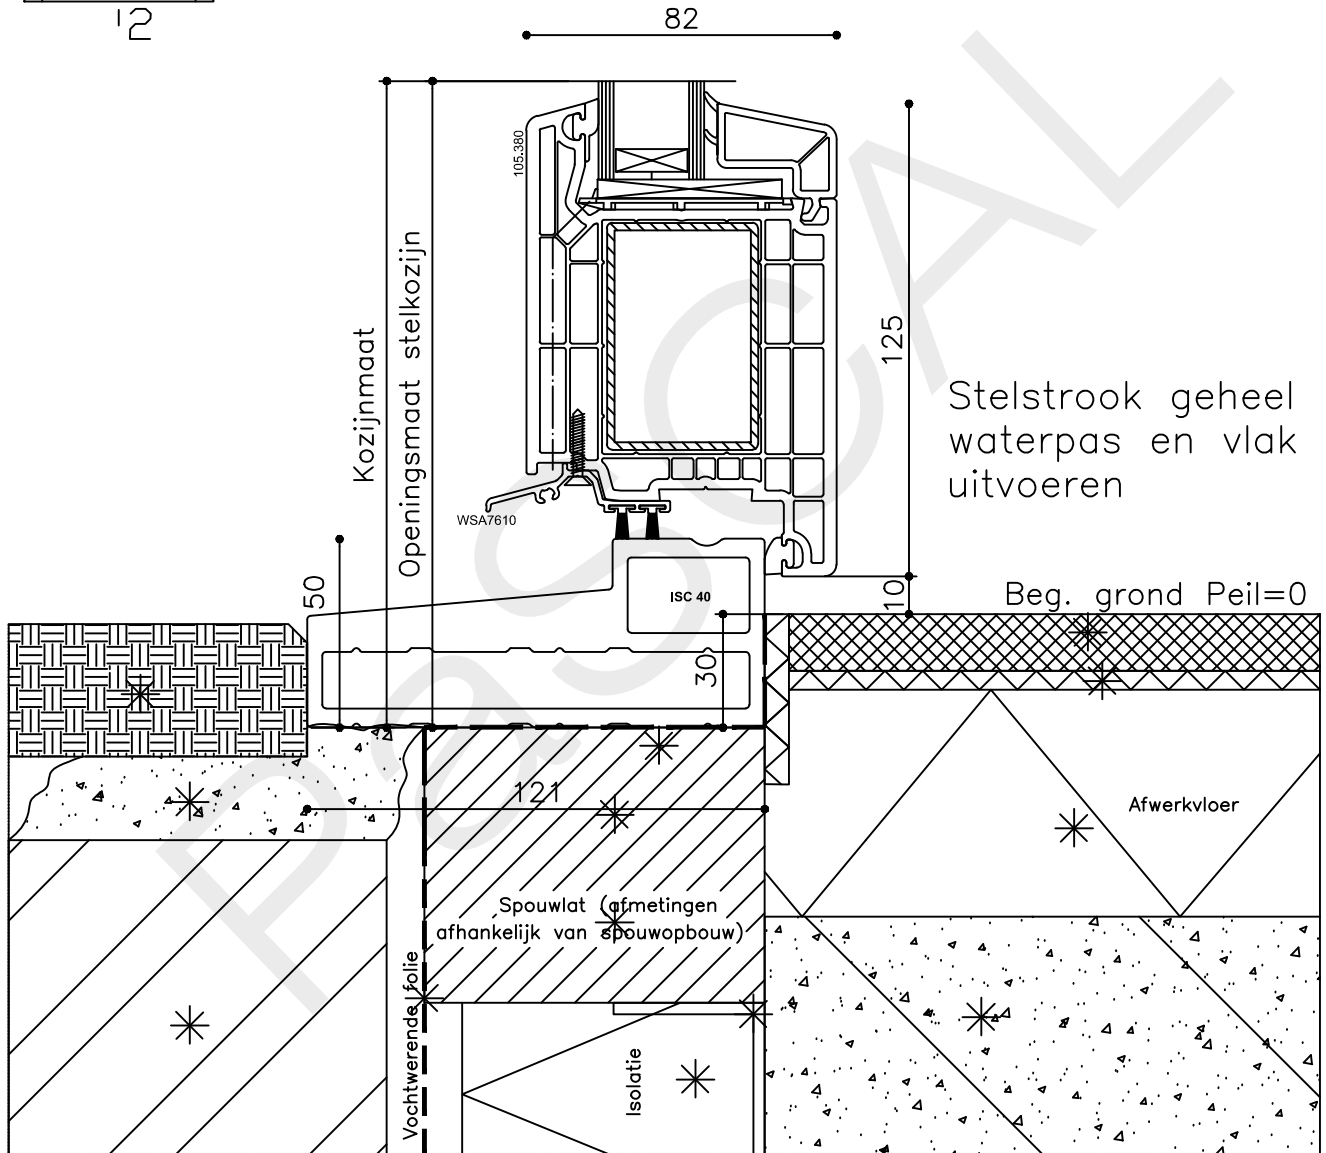 82
105.380
Kozijnmaat
Openingsmaat stelkozijn
125
Stelstrook geheel
waterpas en vlak
uitvoeren
WSA7610
50
ISC 40
10
Beg. grond Peil=0
30
121
Afwerkvloer
Spouwlat (afmetingen
afhankelijk van spouwopbouw)
Vochtwerende folie
Isolatie
PaSCAL